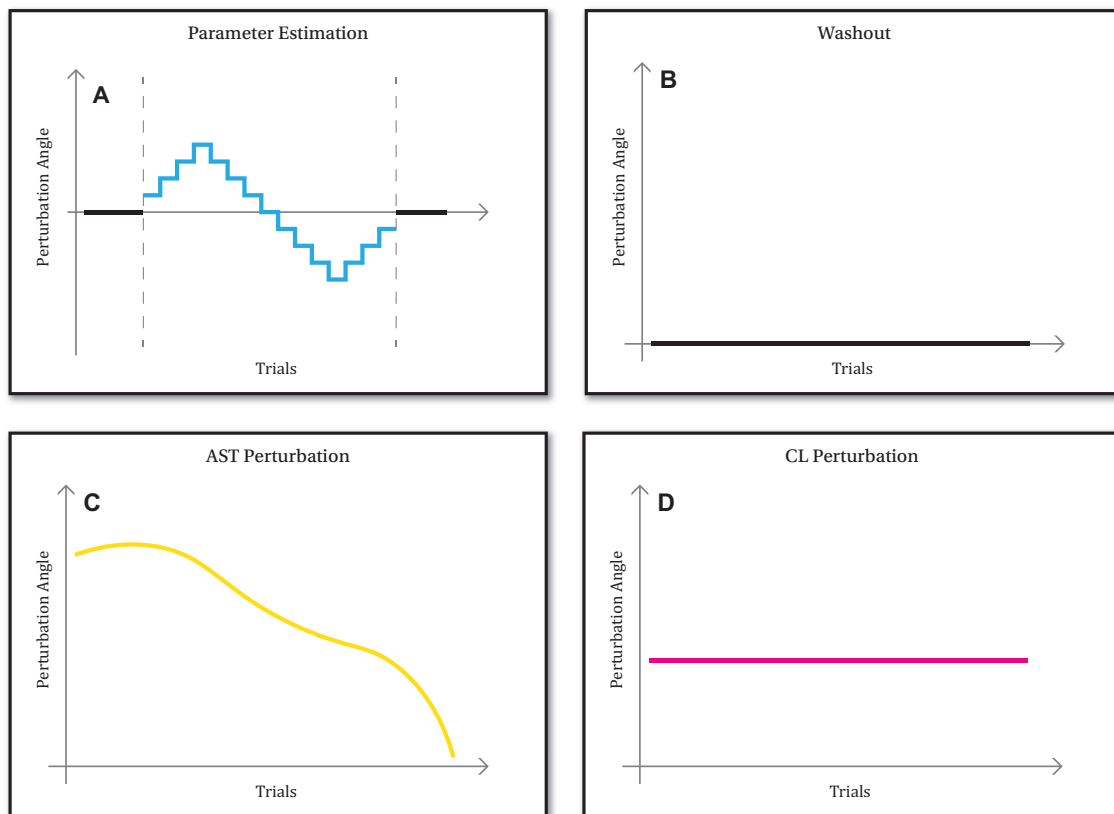 Parameter Estimation
A
Perturbation Angle
Trials
Washout
B
Perturbation Angle
Trials
AST Perturbation
C
Perturbation Angle
Trials
CL Perturbation
D
Perturbation Angle
Trials